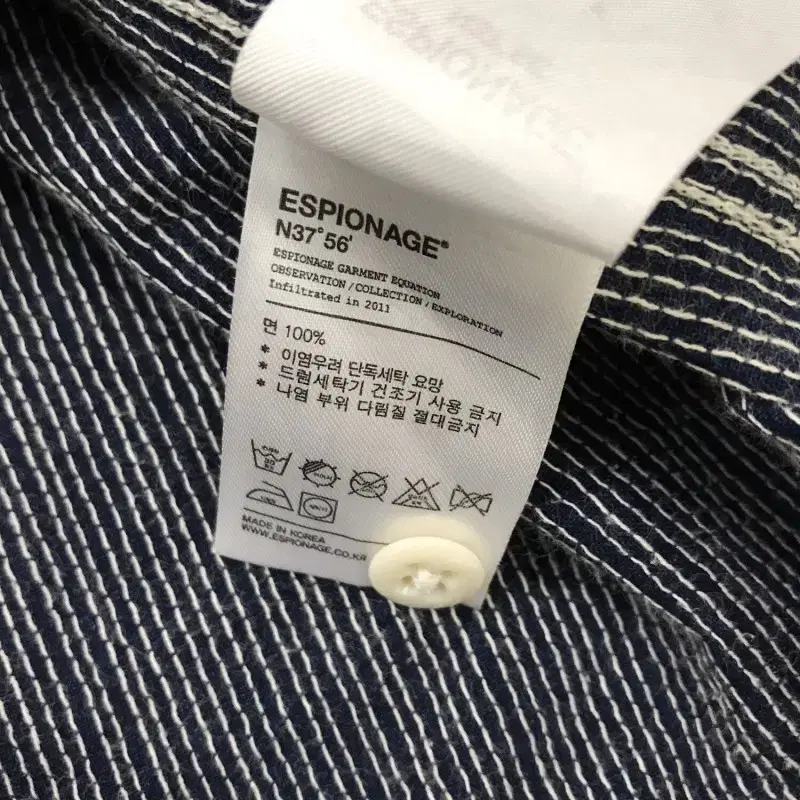 ESPIONAGE®
N37°56'
ESPIONAGE GARMENT EQUATION
OBSERVATION/COLLECTION/EXPLORATION
Infiltrated in 2011
면 100%
* 이염우려 단독세탁 요망
* 드럼세탁기 건조기 사용 금지
* 나염 부위 다림질 절대금지
MADE IN KOREA
WWW.ESPIONAGE.CO.KR